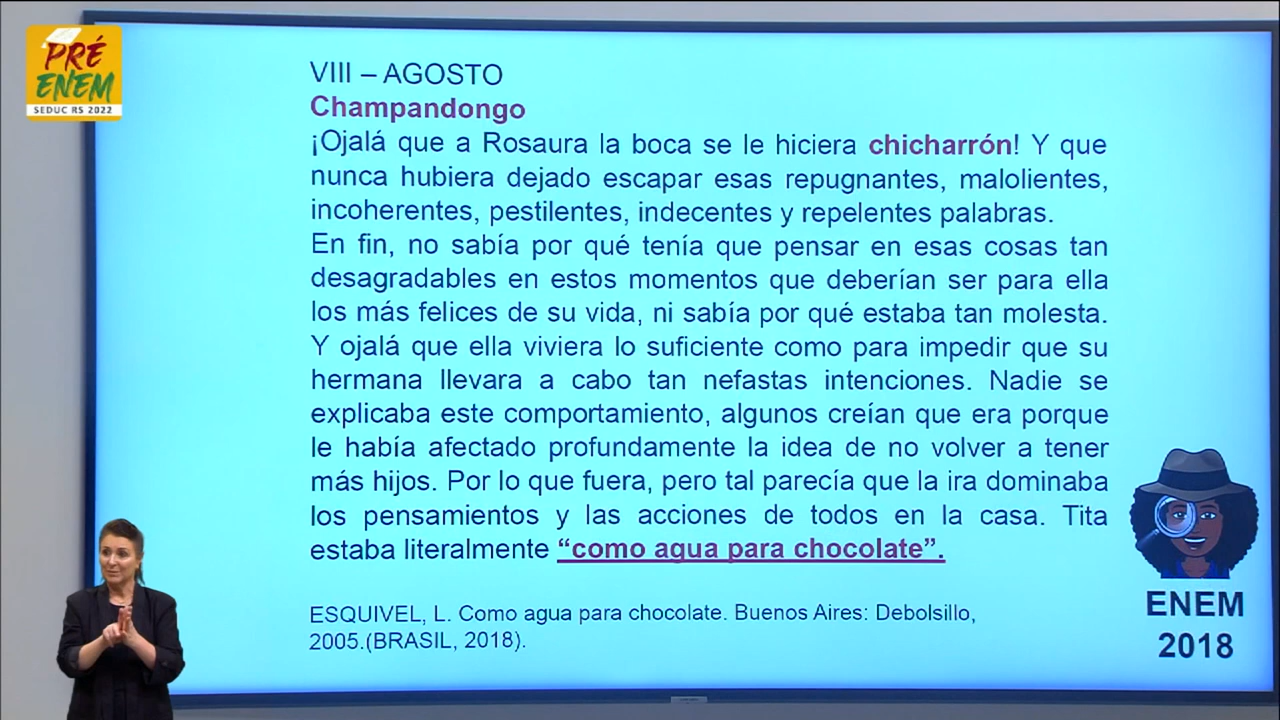 PRÉ
ENEM
SEDUC RS 2022
VIII – AGOSTO
Champandongo
¡Ojalá que a Rosaura la boca se le hiciera chicharrón! Y que
nunca hubiera dejado escapar esas repugnantes, malolientes,
incoherentes, pestilentes, indecentes y repelentes palabras.
En fin, no sabía por qué tenía que pensar en esas cosas tan
desagradables en estos momentos que deberían ser para ella
los más felices de su vida, ni sabía por qué estaba tan molesta.
Y ojalá que ella viviera lo suficiente como para impedir que su
hermana llevara a cabo tan nefastas intenciones. Nadie se
explicaba este comportamiento, algunos creían que era porque
le había afectado profundamente la idea de no volver a tener
más hijos. Por lo que fuera, pero tal parecía que la ira dominaba
los pensamientos y las acciones de todos en la casa. Tita
estaba literalmente “como agua para chocolate”.
ESQUIVEL, L. Como agua para chocolate. Buenos Aires: Debolsillo,
2005.(BRASIL, 2018).
ENEM
2018